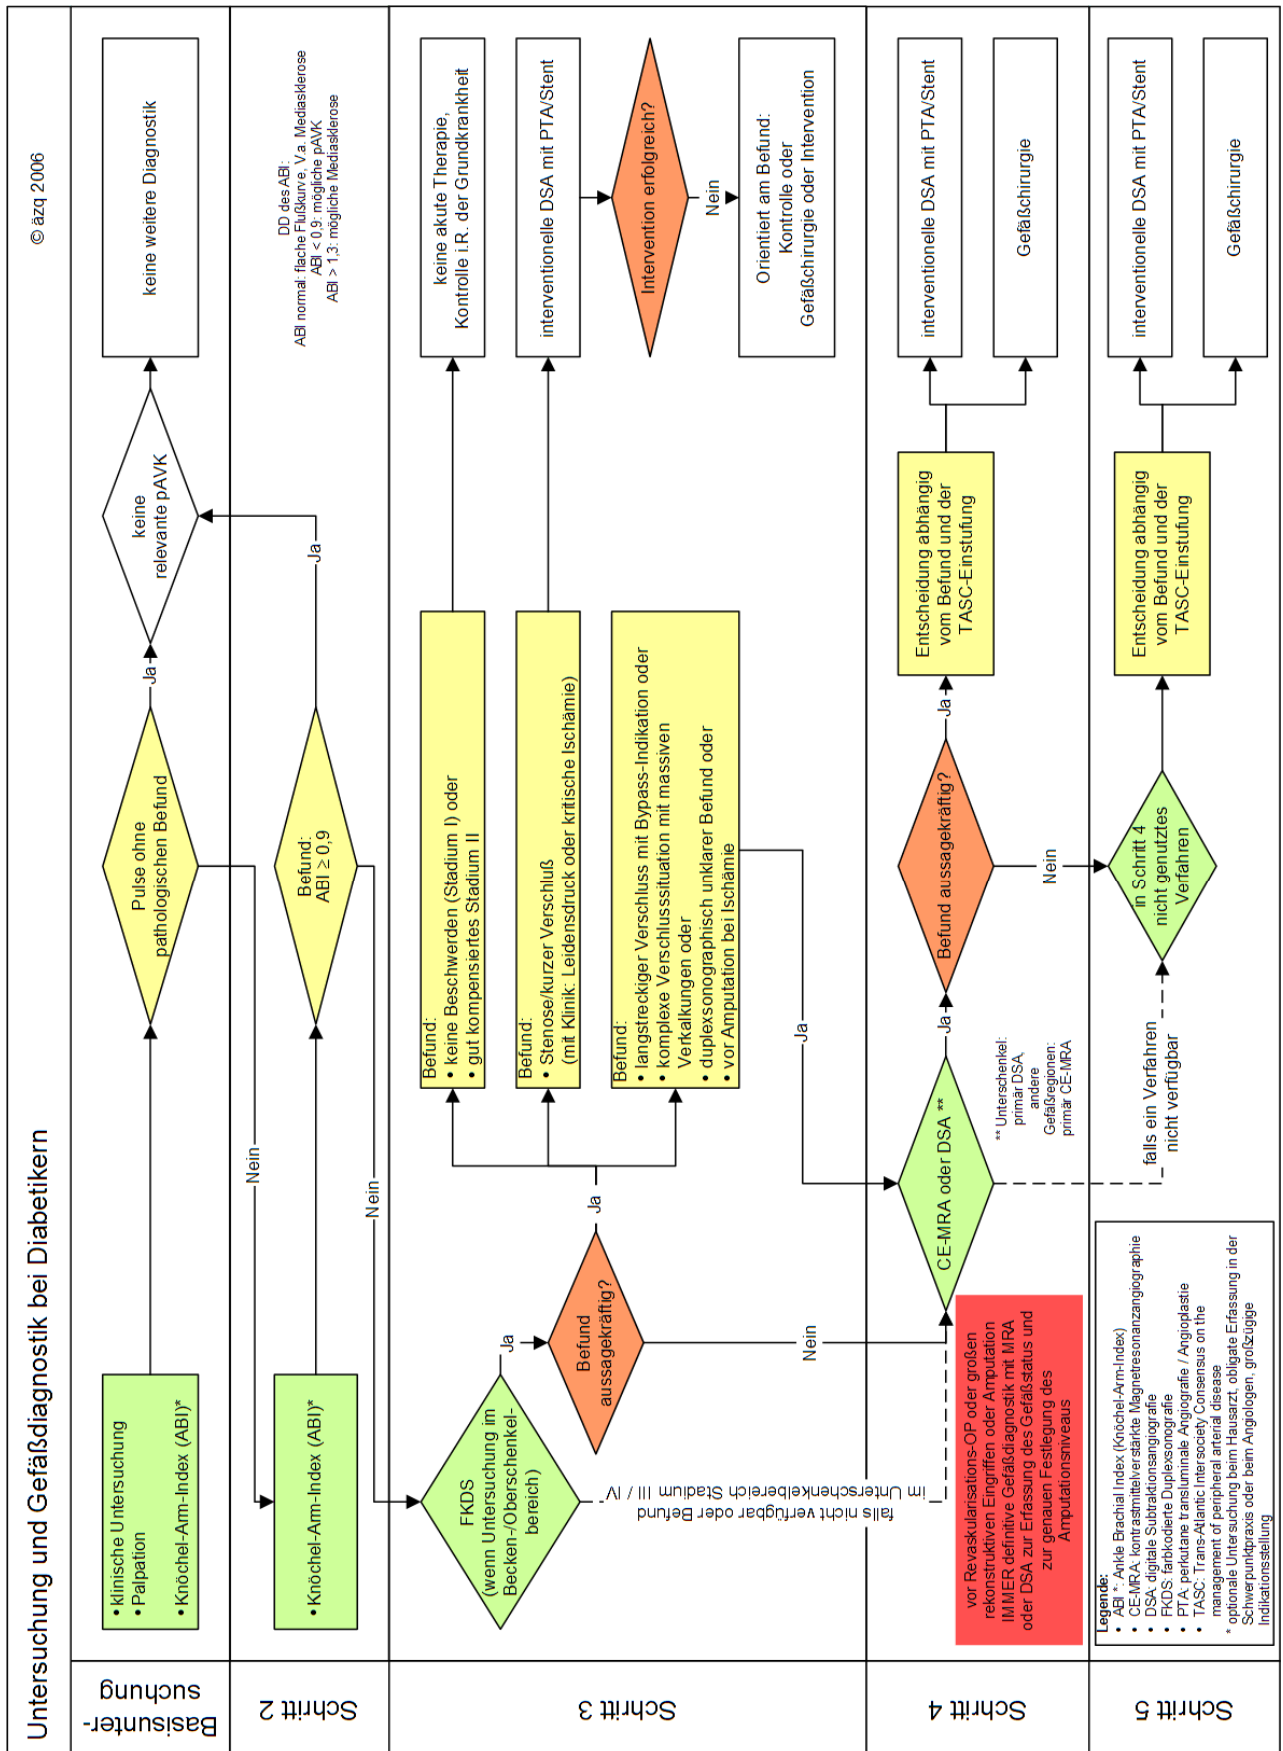 Untersuchung und Gefäßdiagnostik bei Diabetikern
© äzq 2006
Basisunter-
suchung
• klinische Untersuchung
• Palpation
• Knöchel-Arm-Index (ABI)*
Pulse ohne
pathologischen Befund
Ja
keine
relevante pAVK
keine weitere Diagnostik
Nein
Schritt 2
• Knöchel-Arm-Index (ABI)*
Befund:
ABI ≥ 0,9
Ja
Nein
DD des ABI:
ABI normal: flache Flußkurve, V.a. Mediasklerose
ABI < 0,9: mögliche pAVK
ABI > 1,3: mögliche Mediasklerose
Schritt 3
FKDS
(wenn Untersuchung im
Becken-/Oberschenkel-
bereich)
Ja
Befund
aussagekräftig?
Ja
Nein
falls nicht verfügbar oder Befund
im Unterschenkelbereich Stadium III / IV
Befund:
• keine Beschwerden (Stadium I) oder
• gut kompensiertes Stadium II
keine akute Therapie,
Kontrolle i.R. der Grundkrankheit
Befund:
• Stenose/kurzer Verschluß
(mit Klinik: Leidensdruck oder kritische Ischämie)
interventionelle DSA mit PTA/Stent
Intervention erfolgreich?
Nein
Orientiert am Befund:
Kontrolle oder
Gefäßchirurgie oder Intervention
Befund:
• langstreckiger Verschluss mit Bypass-Indikation oder
• komplexe Verschlusssituation mit massiven
Verkalkungen oder
• duplexsonographisch unklarer Befund oder
• vor Amputation bei Ischämie
Ja
Schritt 4
vor Revaskularisations-OP oder großen
rekonstruktiven Eingriffen oder Amputation
IMMER definitive Gefäßdiagnostik mit MRA
oder DSA zur Erfassung des Gefäßstatus und
zur genauen Festlegung des
Amputationsniveaus
CE-MRA oder DSA **
** Unterschenkel:
primär DSA,
andere
Gefäßregionen:
primär CE-MRA
Ja
Befund aussagekräftig?
Ja
Nein
Entscheidung abhängig
vom Befund und der
TASC-Einstufung
interventionelle DSA mit PTA/Stent
Gefäßchirurgie
Schritt 5
falls ein Verfahren
nicht verfügbar
in Schritt 4
nicht genutztes
Verfahren
Entscheidung abhängig
vom Befund und der
TASC-Einstufung
interventionelle DSA mit PTA/Stent
Gefäßchirurgie
Legende:
• ABI *: Ankle Brachial Index (Knöchel-Arm-Index)
• CE-MRA: kontrastmittelverstärkte Magnetresonanzangiographie
• DSA: digitale Subtraktionsangiografie
• FKDS: farbkodierte Duplexsonografie
• PTA: perkutane transluminale Angiografie / Angioplastie
• TASC: Trans-Atlantic Intersociety Consensus on the
management of peripheral arterial disease
* optionale Untersuchung beim Hausarzt, obligate Erfassung in der
Schwerpunktpraxis oder beim Angiologen, großzügige
Indikationsstellung